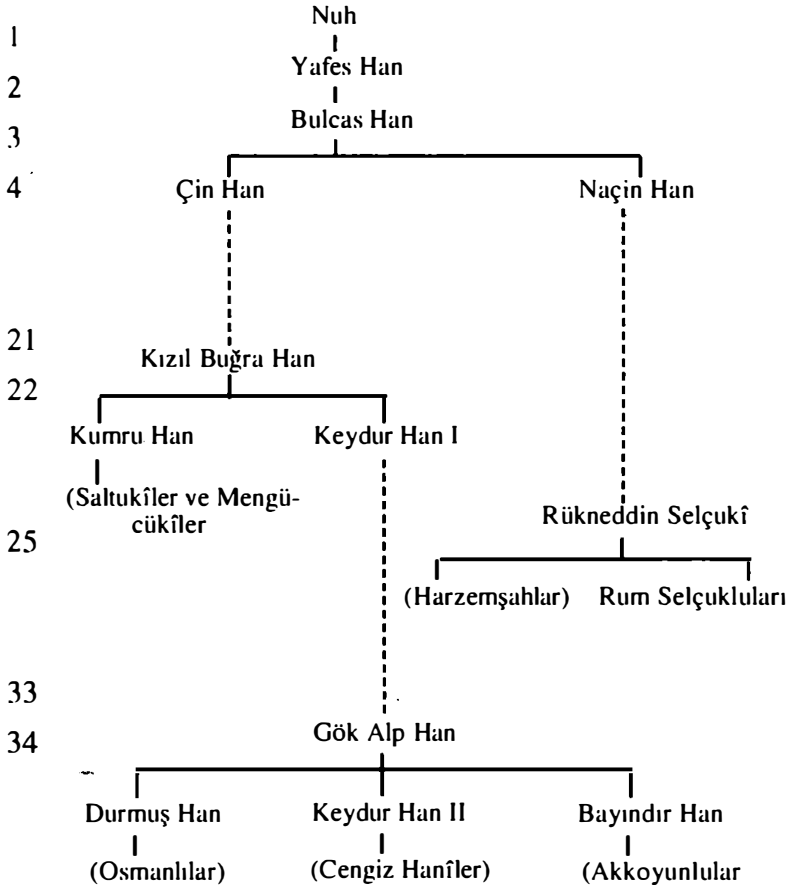 Nuh
1
Yafes Han
2
Bulcas Han
3
4 Çin Han Naçin Han
21
Kızıl Buğra Han
22
Kumru Han Keydur Han I
(Saltukîler ve Mengü-
cükîler
Rükneddin Selçukî
25
(Harzemşahlar) Rum Selçukluları
33
Gök Alp Han
34
Durmuş Han Keydur Han II Bayındır Han
(Osmanlılar) (Cengiz Hanîler) (Akkoyunlular